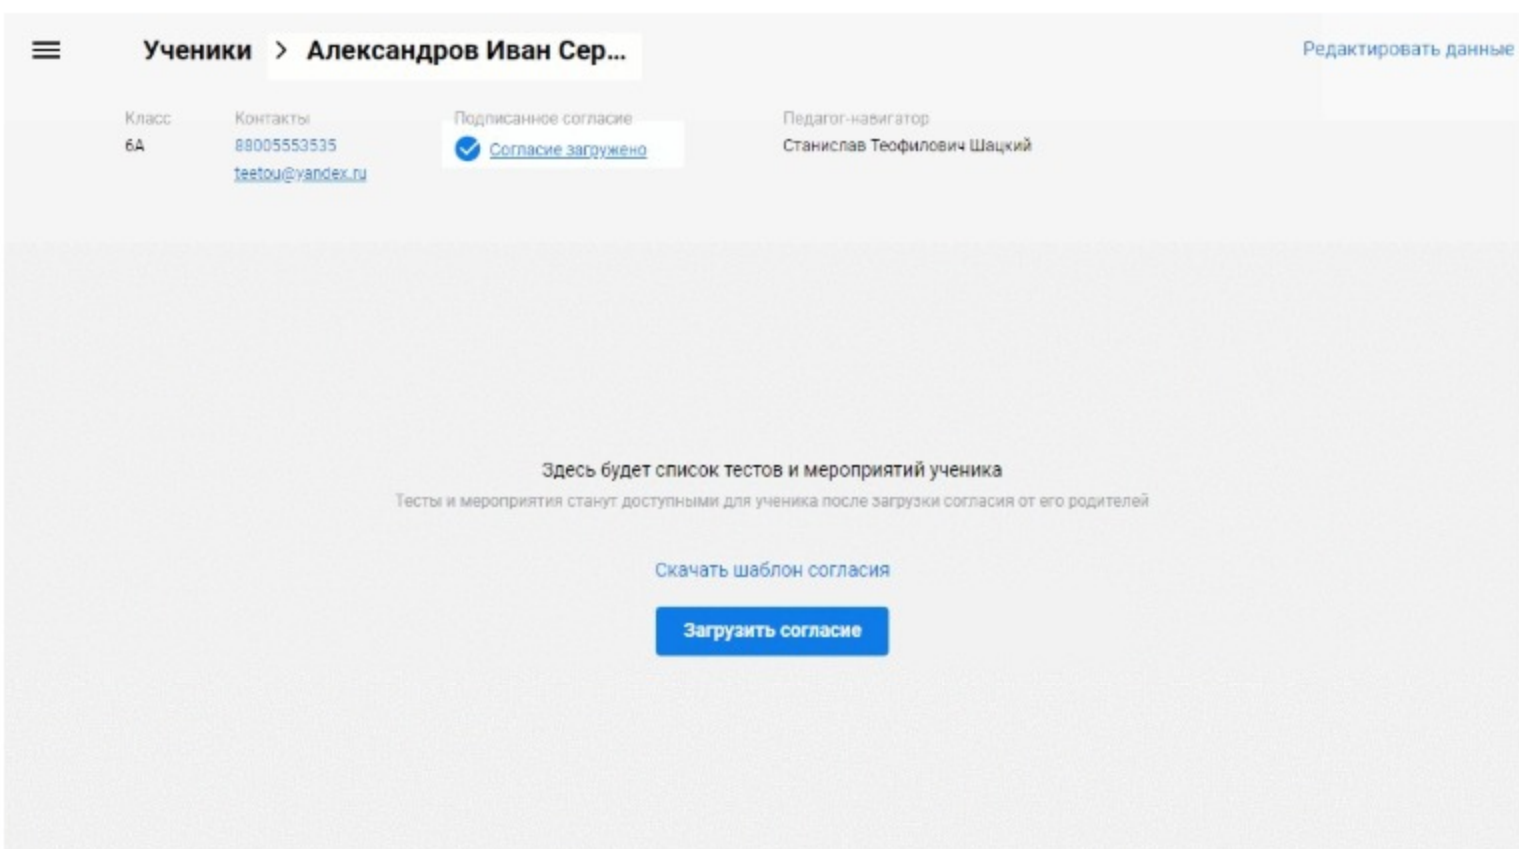 Ученики > Александров Иван Сер...
Редактировать данные
Класс
6А
Контакты
88005553535
teetou@yandex.ru
Подписанное согласие
Согласие загружено
Педагог-навигатор
Станислав Теофилович Шацкий
Здесь будет список тестов и мероприятий ученика
Тесты и мероприятия станут доступными для ученика после загрузки согласия от его родителей
Скачать шаблон согласия
Загрузить согласие